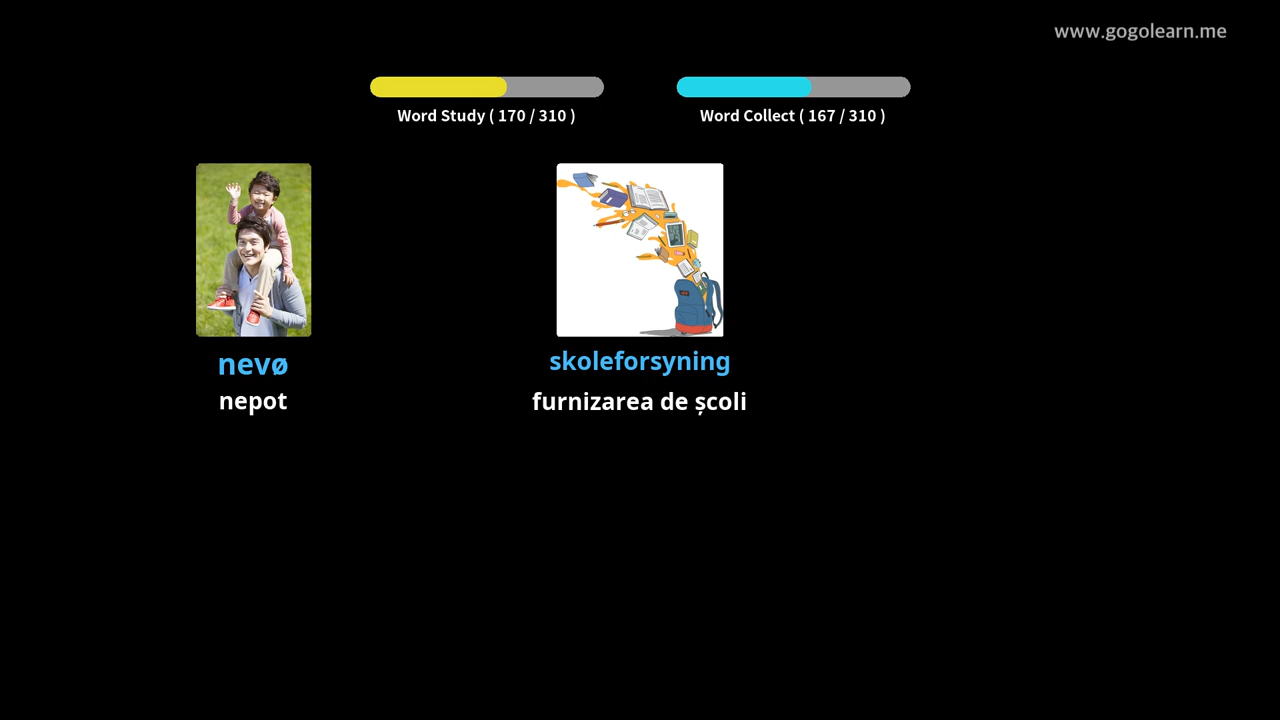 www.gogolearn.me
Word Study ( 170 / 310 )
Word Collect ( 167 / 310 )
nevø
skoleforsyning
nepot
furnizarea de școli